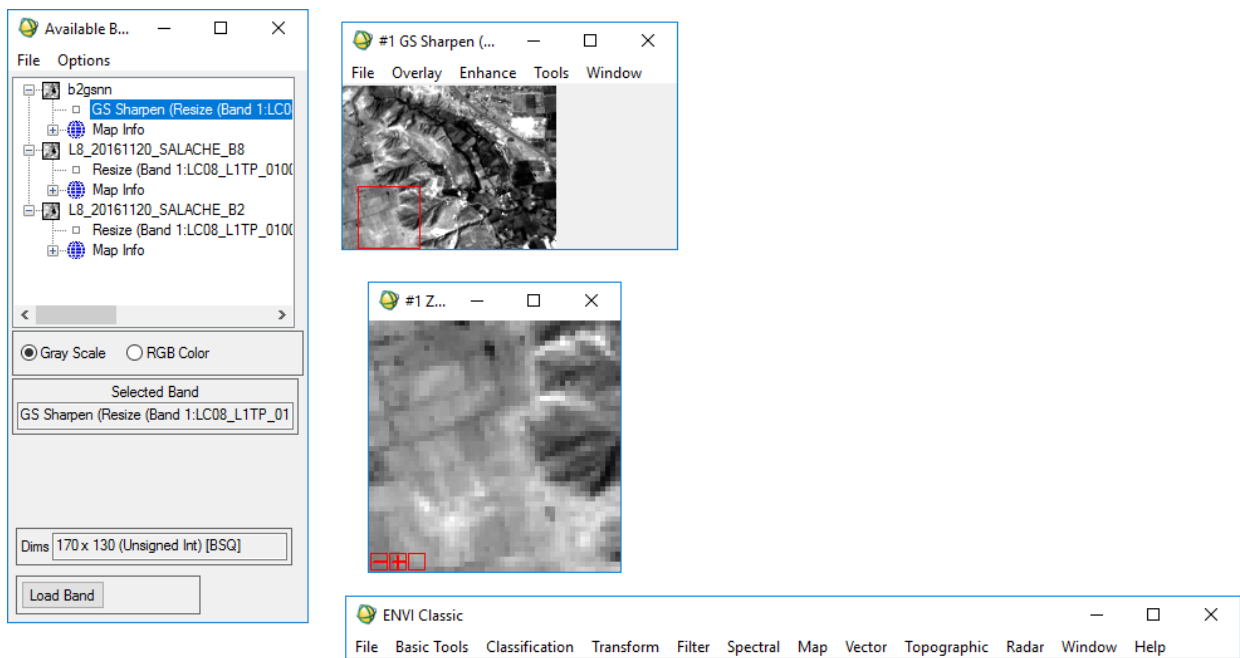 Available B...
File Options
b2gsnn
GS Sharpen (Resize (Band 1:LC0
Map Info
L8_20161120_SALACHE_B8
Resize (Band 1:LC08_L1TP_010(
Map Info
L8_20161120_SALACHE_B2
Resize (Band 1:LC08_L1TP_010(
Map Info
Gray Scale RGB Color
Selected Band
GS Sharpen (Resize (Band 1:LC08_L1TP_01
Dims 170 x 130 (Unsigned Int) [BSQ]
Load Band
#1 GS Sharpen (...
File Overlay Enhance Tools Window
#1 Z...
ENVI Classic
File Basic Tools Classification Transform Filter Spectral Map Vector Topographic Radar Window Help